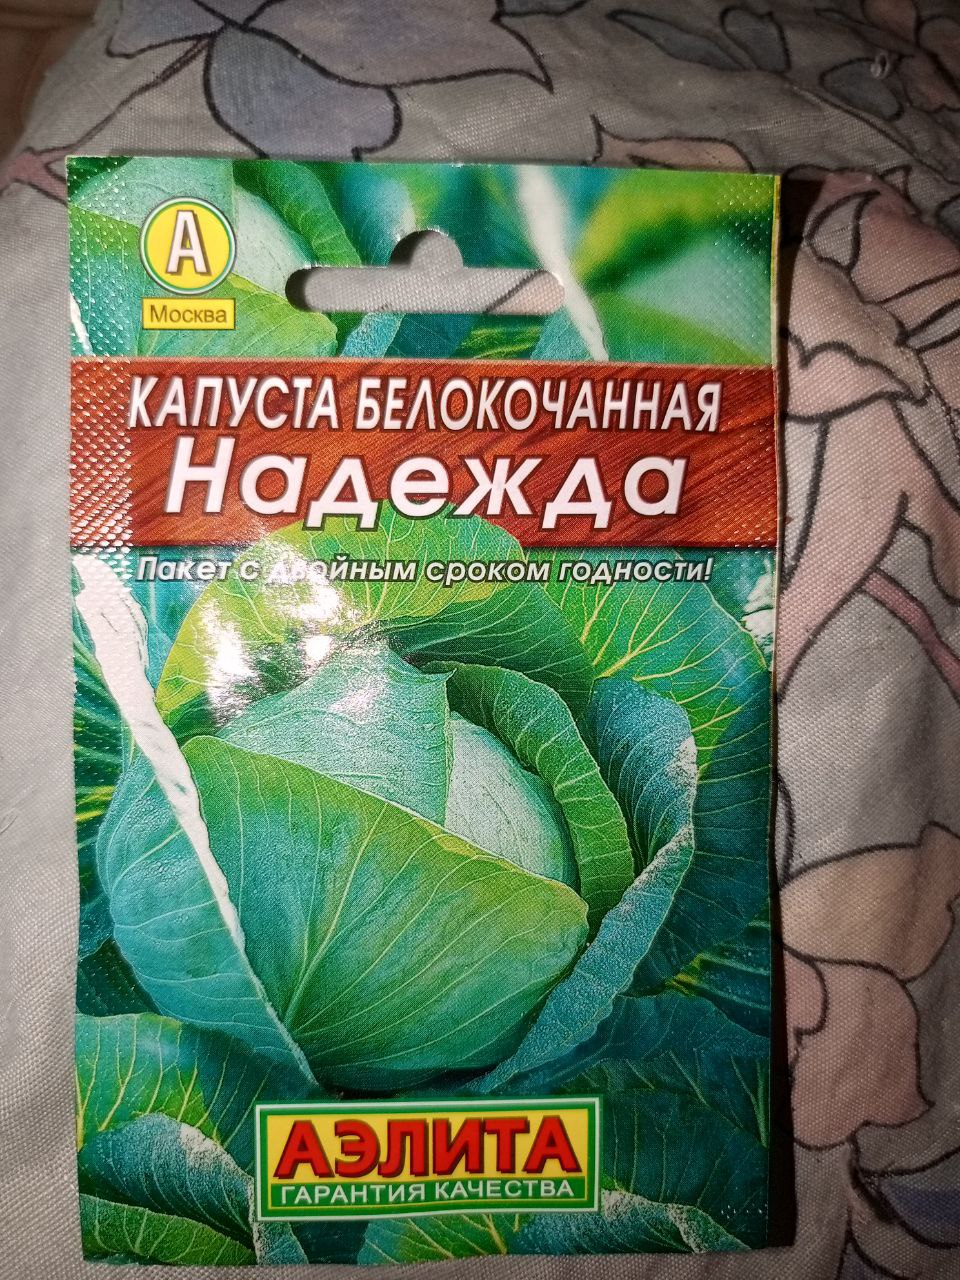 А
Москва
КАПУСТА БЕЛОКОЧАННАЯ
Надежда
Пакет с двойным сроком годности!
АЭЛИТА
ГАРАНТИЯ КАЧЕСТВА